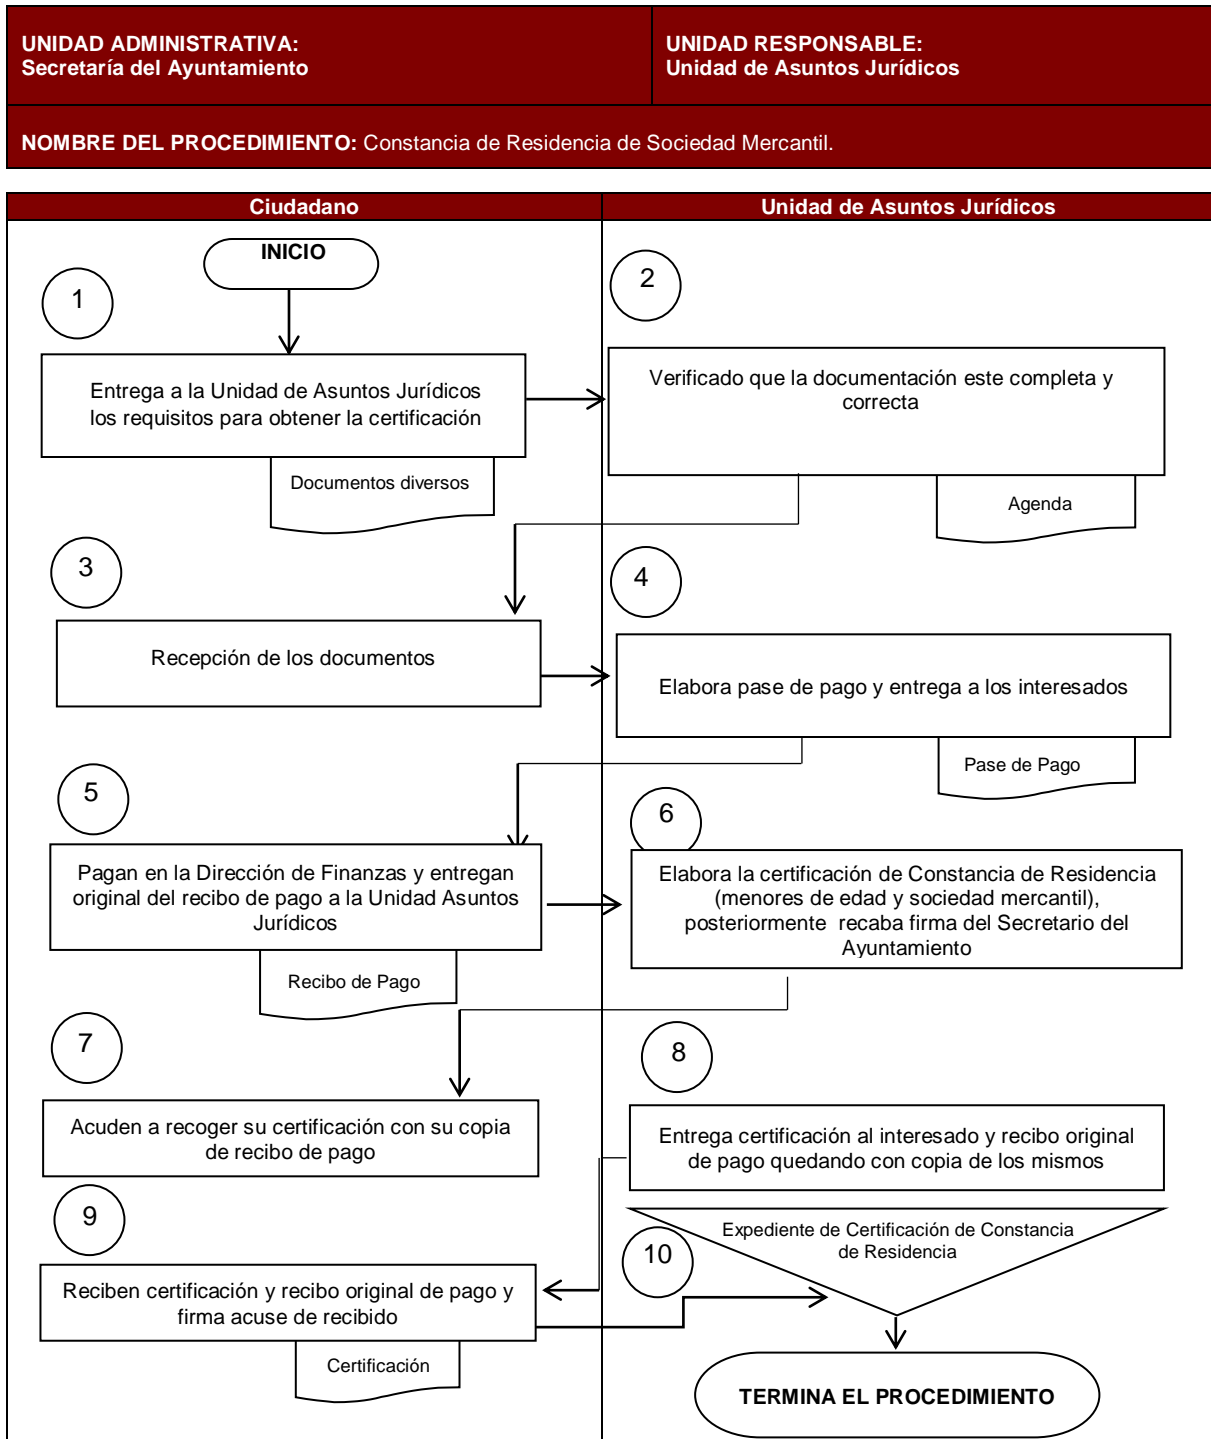 UNIDAD ADMINISTRATIVA:
Secretaría del Ayuntamiento
UNIDAD RESPONSABLE:
Unidad de Asuntos Jurídicos
NOMBRE DEL PROCEDIMIENTO: Constancia de Residencia de Sociedad Mercantil.
Ciudadano
Unidad de Asuntos Jurídicos
INICIO
1
Entrega a la Unidad de Asuntos Jurídicos
los requisitos para obtener la certificación
Documentos diversos
2
Verificado que la documentación este completa y
correcta
Agenda
3
Recepción de los documentos
4
Elabora pase de pago y entrega a los interesados
Pase de Pago
5
Pagan en la Dirección de Finanzas y entregan
original del recibo de pago a la Unidad Asuntos
Jurídicos
Recibo de Pago
6
Elabora la certificación de Constancia de Residencia
(menores de edad y sociedad mercantil),
posteriormente recaba firma del Secretario del
Ayuntamiento
7
Acuden a recoger su certificación con su copia
de recibo de pago
8
Entrega certificación al interesado y recibo original
de pago quedando con copia de los mismos
9
Reciben certificación y recibo original de pago y
firma acuse de recibido
Certificación
10
Expediente de Certificación de Constancia
de Residencia
TERMINA EL PROCEDIMIENTO